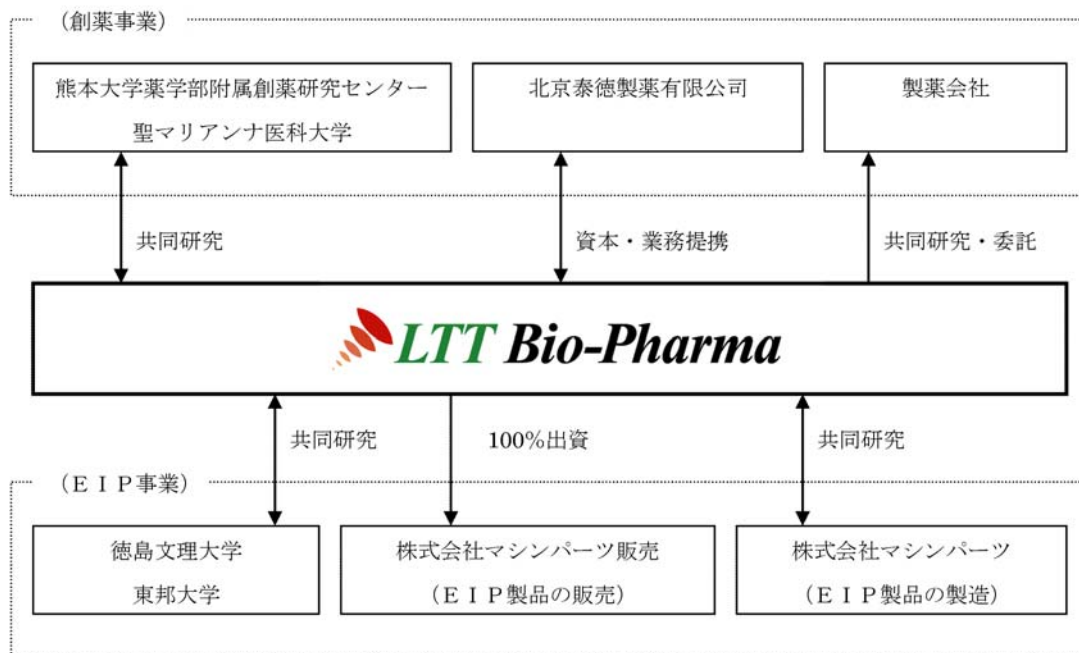 （創薬事業）
熊本大学薬学部附属創薬研究センター
聖マリアンナ医科大学
北京泰徳製薬有限公司
製薬会社
共同研究
資本・業務提携
共同研究・委託
LTT Bio-Pharma
共同研究
100%出資
共同研究
（ＥＩＰ事業）
徳島文理大学
東邦大学
株式会社マシンパーツ販売
（ＥＩＰ製品の販売）
株式会社マシンパーツ
（ＥＩＰ製品の製造）